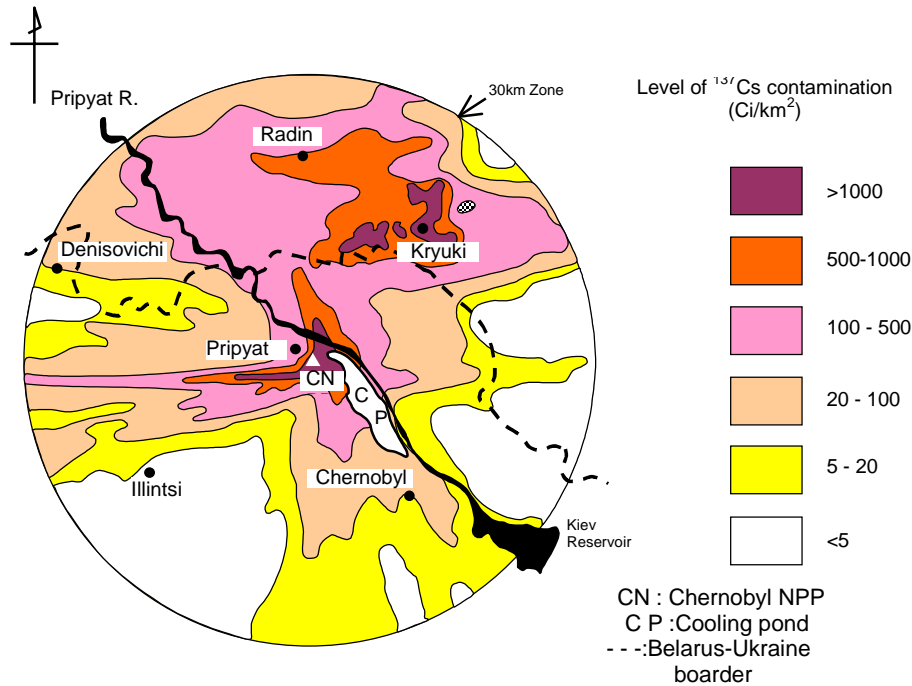 Pripyat R.
30km Zone
Radin
Kryuki
Denisovichi
Pripyat
CN
C
P
Illintsi
Chernobyl
Kiev
Reservoir
Level of ¹³⁷Cs contamination
(Ci/km²)
>1000
500-1000
100 - 500
20 - 100
5 - 20
<5
CN : Chernobyl NPP
C P :Cooling pond
- - -:Belarus-Ukraine
boarder